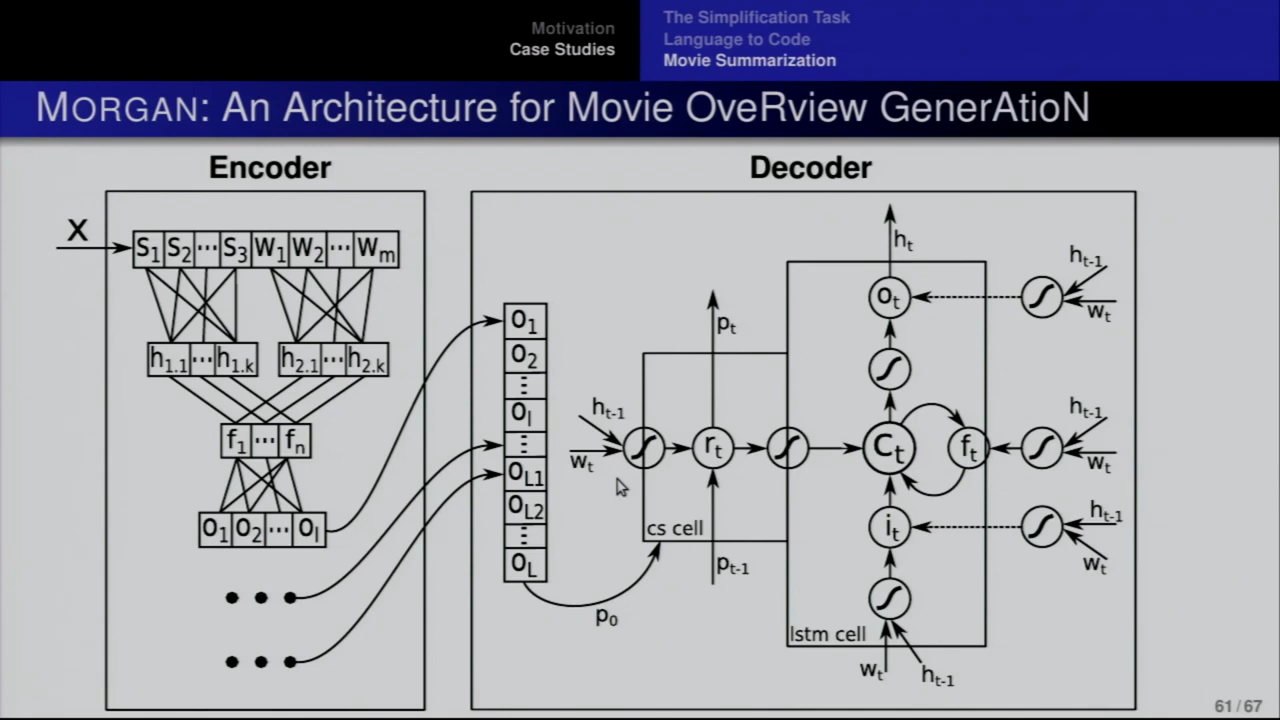 Motivation
Case Studies
The Simplification Task
Language to Code
Movie Summarization
MORGAN: An Architecture for Movie OveRview GenerAtioN
Encoder
Decoder
X
S1 S2 ... S3 W1 W2 ... Wm
h1.1 ... h1.k h2.1 ... h2.k
f1 ... fn
O1 O2 ... Ol
O1
O2
⋮
Ol
⋮
OL1
OL2
⋮
OL
p0
ht-1
wt
rt
pt
pt-1
cs cell
ht
ot
ct
ft
it
lstm cell
wt
ht-1
ht-1
wt
ht-1
wt
ht-1
wt
61 / 67